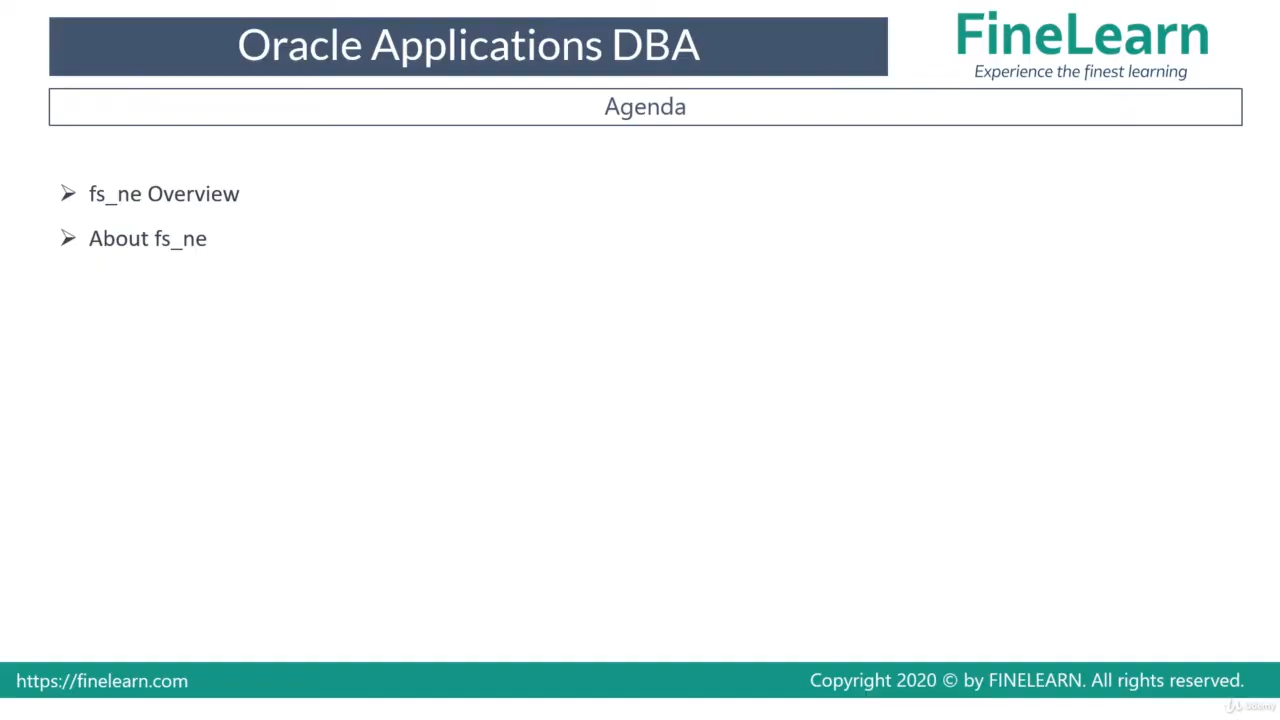 Oracle Applications DBA
FineLearn
Experience the finest learning
Agenda
➢ fs_ne Overview
➢ About fs_ne
https://finelearn.com
Copyright 2020 © by FINELEARN. All rights reserved.
Udemy